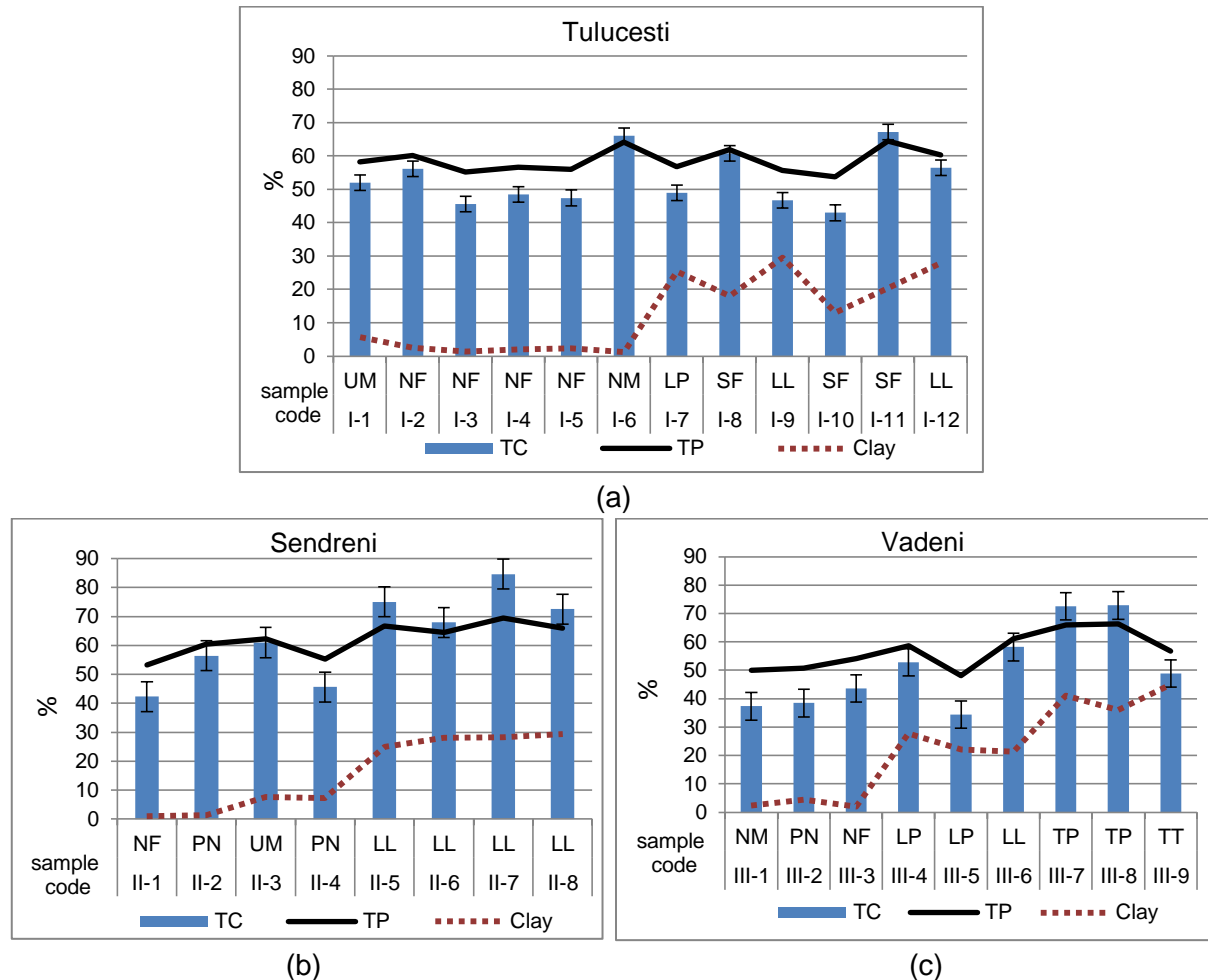 Tulucesti
90
80
70
60
50
40
30
20
10
0
%
sample code
UM NF NF NF NF NM LP SF LL SF SF LL
I-1 I-2 I-3 I-4 I-5 I-6 I-7 I-8 I-9 I-10 I-11 I-12
TC TP Clay
(a)
Sendreni
90
80
70
60
50
40
30
20
10
0
%
sample code
NF PN UM PN LL LL LL LL
II-1 II-2 II-3 II-4 II-5 II-6 II-7 II-8
TC TP Clay
(b)
Vadeni
90
80
70
60
50
40
30
20
10
0
%
sample code
NM PN NF LP LP LL TP TP TT
III-1 III-2 III-3 III-4 III-5 III-6 III-7 III-8 III-9
TC TP Clay
(c)